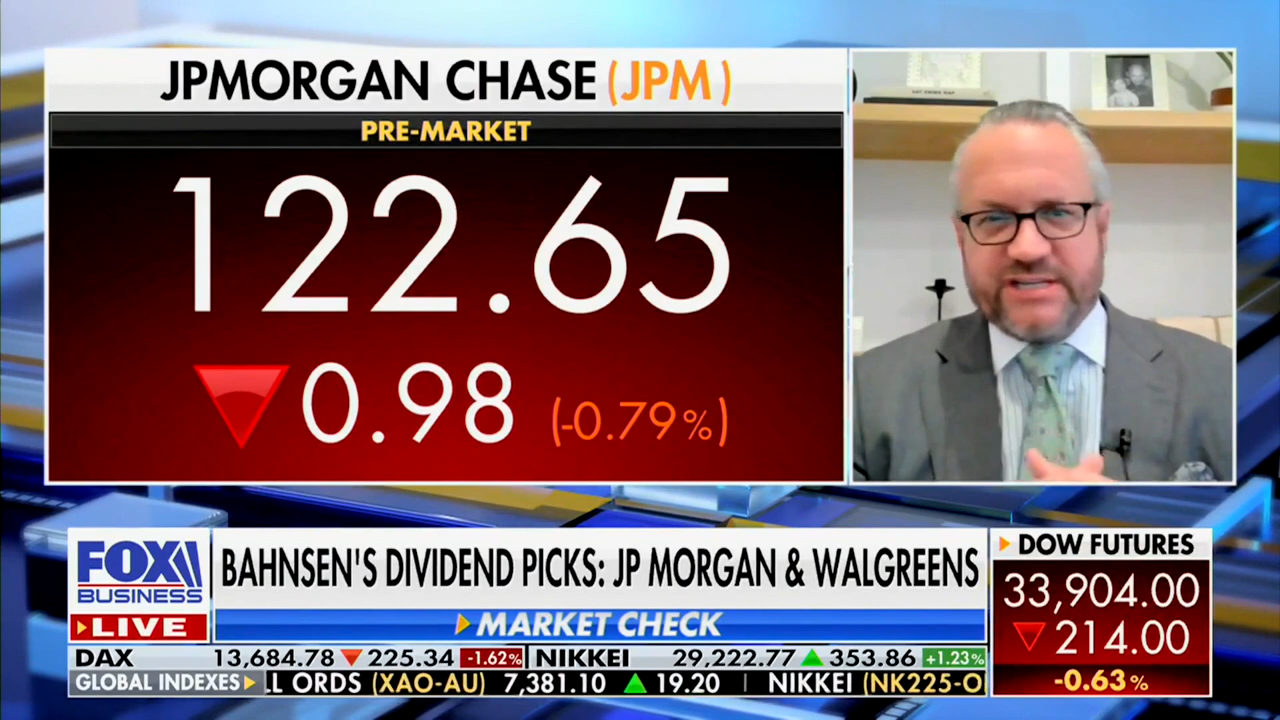 JPMORGAN CHASE (JPM)
PRE-MARKET
122.65
0.98 (-0.79%)
FOX
BUSINESS
LIVE
BAHNSEN'S DIVIDEND PICKS: JP MORGAN & WALGREENS
MARKET CHECK
DOW FUTURES
33,904.00
214.00
-0.63%
DAX 13,684.78 225.34 -1.62% NIKKEI 29,222.77 353.86 +1.23%
GLOBAL INDEXES LL ORDS (XAO-AU) 7,381.10 19.20 NIKKEI (NK225-O